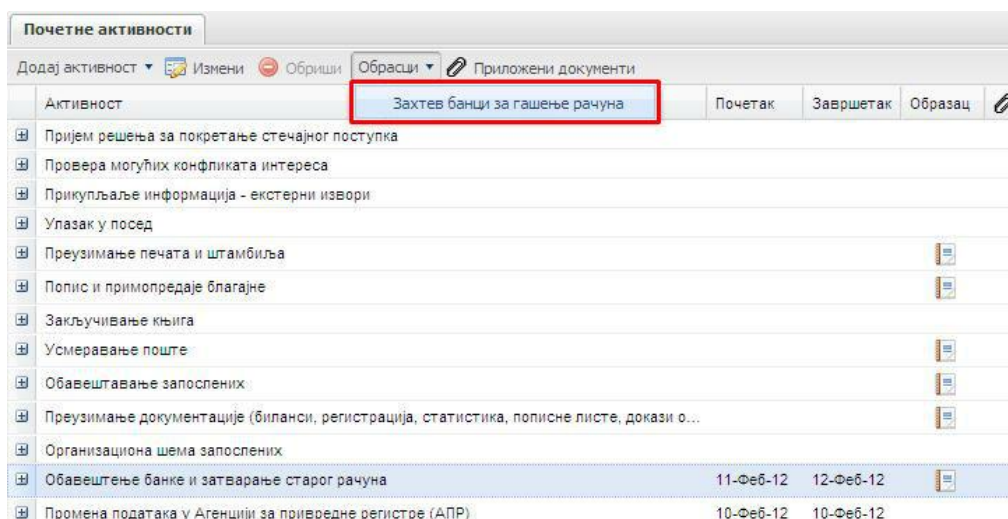 Почетне активности
Додај активност Измени Обриши Обрасци Приложени документи
Активност Захтев банци за гашење рачуна Почетак Завршетак Образац
Пријем решења за покретање стечајног поступка
Провера могућих конфликата интереса
Прикупљаље информација - екстерни извори
Улазак у посед
Преузимање печата и штамбиља
Попис и примопредаје благајне
Закључивање књига
Усмеравање поште
Обавештавање запослених
Преузимање документације (биланси, регистрација, статистика, пописне листе, докази о...
Организациона шема запослених
Обавештење банке и затварање старог рачуна 11-Феб-12 12-Феб-12
Промена података у Агенцији за привредне регистре (АПР) 10-Феб-12 10-Феб-12